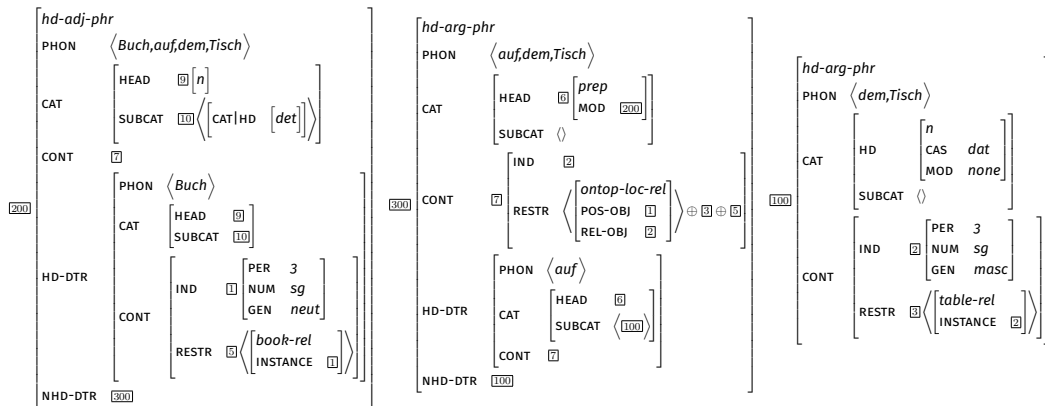 200
hd-adj-phr
PHON ⟨Buch,auf,dem,Tisch⟩
CAT
HEAD 9 [n]
SUBCAT 10 ⟨[CAT|HD [det]]⟩
CONT 7
HD-DTR
PHON ⟨Buch⟩
CAT
HEAD 9
SUBCAT 10
CONT
IND 1
PER 3
NUM sg
GEN neut
RESTR 5
book-rel
INSTANCE 1
NHD-DTR 300
300
hd-arg-phr
PHON ⟨auf,dem,Tisch⟩
CAT
HEAD 6
prep
MOD 200
SUBCAT ⟨⟩
CONT 7
IND 2
RESTR
ontop-loc-rel
POS-OBJ 1
REL-OBJ 2
⊕ 3 ⊕ 5
HD-DTR
PHON ⟨auf⟩
CAT
HEAD 6
SUBCAT ⟨100⟩
CONT 7
NHD-DTR 100
100
hd-arg-phr
PHON ⟨dem,Tisch⟩
CAT
HD
n
CAS dat
MOD none
SUBCAT ⟨⟩
CONT
IND 2
PER 3
NUM sg
GEN masc
RESTR 3
table-rel
INSTANCE 2